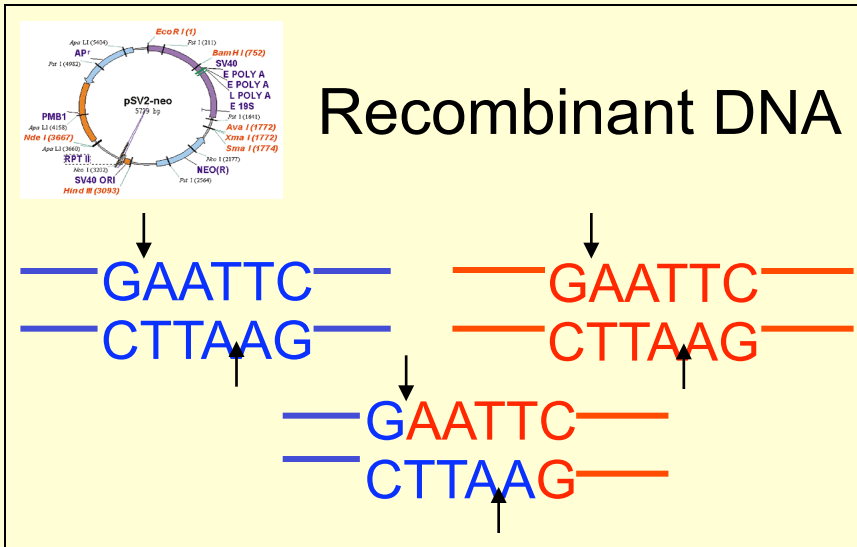 Recombinant DNA
EcoR I (1)
Apa LI (5404)
Pst I (211)
APr
BamH I (752)
Pst I (4982)
SV40
E POLY A
E POLY A
L POLY A
E 19S
pSV2-neo
Pst I (1641)
PMB1
Ava I (1772)
Apa LI (4158)
Xma I (1772)
Nde I (3667)
Sma I (1774)
Apa LI (3660)
Nco I (2177)
RPT II
NEO(R)
Nco I (3202)
SV40 ORI
Pst I (2564)
Hind III (3093)
GAATTC
CTTAAG
GAATTC
CTTAAG
GAATTC
CTTAAG